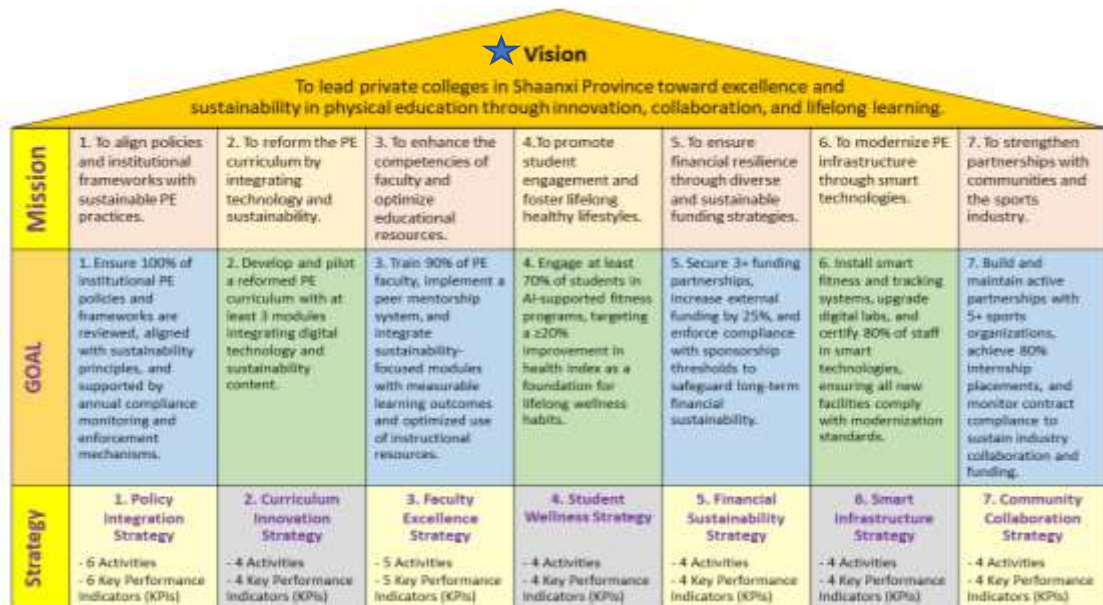 Vision
To lead private colleges in Shaanxi Province toward excellence and
sustainability in physical education through innovation, collaboration, and lifelong learning.
Mission
1. To align policies
and institutional
frameworks with
sustainable PE
practices.
2. To reform the PE
curriculum by
integrating
technology and
sustainability.
3. To enhance the
competencies of
faculty and
optimize
educational
resources.
4.To promote
student
engagement and
foster lifelong
healthy lifestyles.
5. To ensure
financial resilience
through diverse
and sustainable
funding strategies.
6. To modernize PE
infrastructure
through smart
technologies.
7. To strengthen
partnerships with
communities and
the sports
industry.
GOAL
1. Ensure 100% of
institutional PE
policies and
frameworks are
reviewed, aligned
with sustainability
principles, and
supported by
annual compliance
monitoring and
enforcement
mechanisms.
2. Develop and pilot
a reformed PE
curriculum with at
least 3 modules
integrating digital
technology and
sustainability
content.
3. Train 90% of PE
faculty, implement a
peer mentorship
system, and
integrate
sustainability-
focused modules
with measurable
learning outcomes
and optimized use of
instructional
resources.
4. Engage at least
70% of students in
AI-supported fitness
programs, targeting
a ≥20%
improvement in
health index as a
foundation for
lifelong wellness
habits.
5. Secure 3+ funding
partnerships,
increase external
funding by 25%, and
enforce compliance
with sponsorship
thresholds to
safeguard long-term
financial
sustainability.
6. Install smart
fitness and tracking
systems, upgrade
digital labs, and
certify 80% of staff
in smart
technologies,
ensuring all new
facilities comply
with modernization
standards.
7. Build and
maintain active
partnerships with
5+ sports
organizations,
achieve 80%
internship
placements, and
monitor contract
compliance to
sustain industry
collaboration and
funding.
Strategy
1. Policy
Integration
Strategy
- 6 Activities
- 6 Key Performance
Indicators (KPIs)
2. Curriculum
Innovation
Strategy
- 4 Activities
- 4 Key Performance
Indicators (KPIs)
3. Faculty
Excellence
Strategy
- 5 Activities
- 5 Key Performance
Indicators (KPIs)
4. Student
Wellness Strategy
- 4 Activities
- 4 Key Performance
Indicators (KPIs)
5. Financial
Sustainability
Strategy
- 4 Activities
- 4 Key Performance
Indicators (KPIs)
6. Smart
Infrastructure
Strategy
- 4 Activities
- 4 Key Performance
Indicators (KPIs)
7. Community
Collaboration
Strategy
- 4 Activities
- 4 Key Performance
Indicators (KPIs)